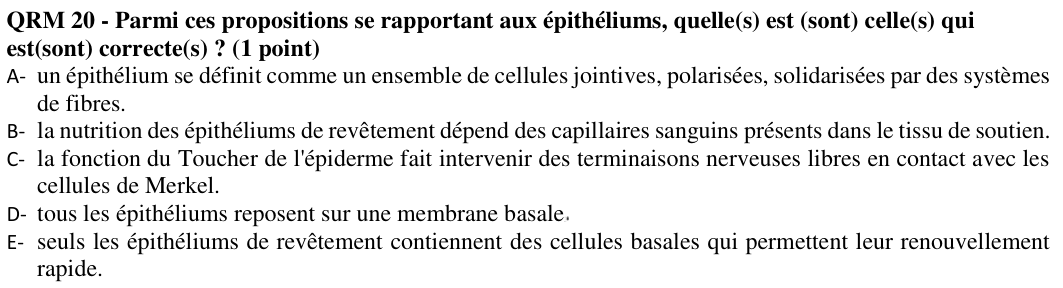 QRM 20 - Parmi ces propositions se rapportant aux épithéliums, quelle(s) est (sont) celle(s) qui
est(sont) correcte(s) ? (1 point)
A- un épithélium se définit comme un ensemble de cellules jointives, polarisées, solidarisées par des systèmes
de fibres.
B- la nutrition des épithéliums de revêtement dépend des capillaires sanguins présents dans le tissu de soutien.
C- la fonction du Toucher de l'épiderme fait intervenir des terminaisons nerveuses libres en contact avec les
cellules de Merkel.
D- tous les épithéliums reposent sur une membrane basale.
E- seuls les épithéliums de revêtement contiennent des cellules basales qui permettent leur renouvellement
rapide.